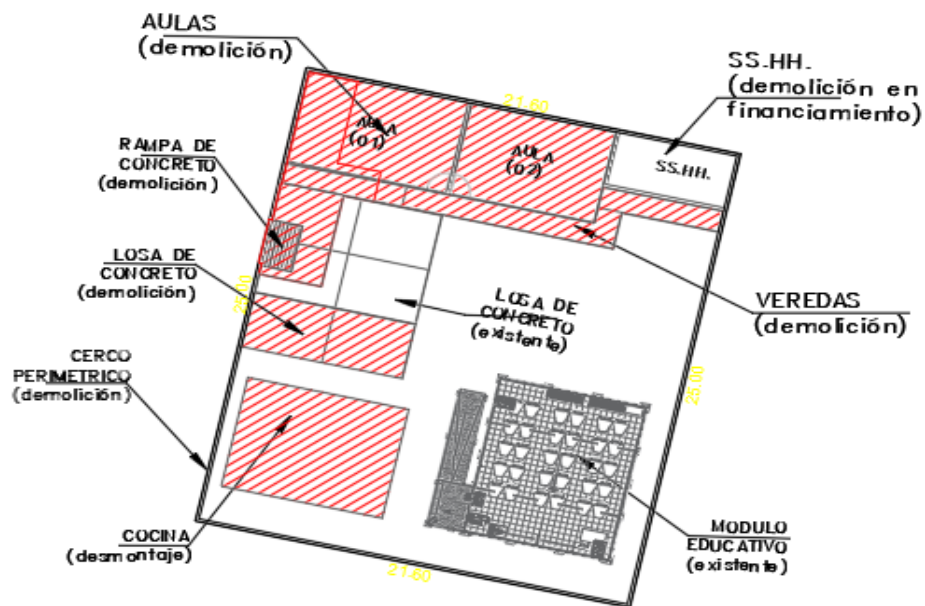 AULAS
(demolición)
SS.HH.
(demolición en
financiamiento)
21.60
AULA
(01)
AULA
(02)
SS.HH.
RAMPA DE
CONCRETO
(demolición)
LOSA DE
CONCRETO
(demolición)
25.00
LOSA DE
CONCRETO
(existente)
VEREDAS
(demolición)
CERCO
PERIMETRICO
(demolición)
25.00
COCINA
(desmontaje)
21.60
MODULO
EDUCATIVO
(existente)